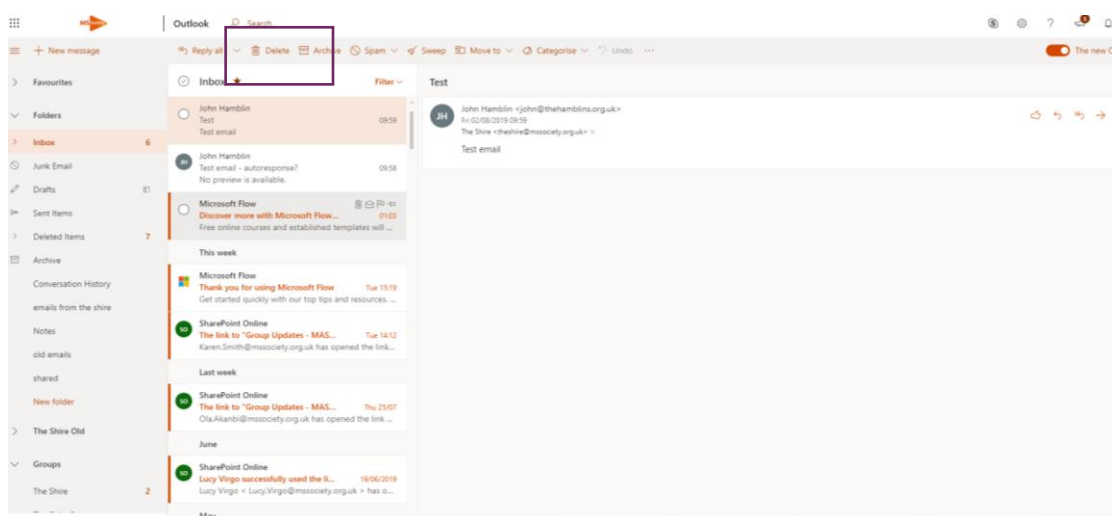 MS
Outlook
Search
New message
Reply all
Delete
Archive
Spam
Sweep
Move to
Categorise
Undo
The new
Favourites
Folders
Inbox 6
Junk Email
Drafts 81
Sent Items
Deleted Items 7
Archive
Conversation History
emails from the shire
Notes
old emails
shared
New folder
The Shire Old
Groups
The Shire 2
Inbox ★
Filter
John Hamblin
Test 09:59
Test email
JH
John Hamblin
Test email - autoresponse? 09:58
No preview is available.
Microsoft Flow
Discover more with Microsoft Flow... 01:03
Free online courses and established templates will ...
This week
Microsoft Flow
Thank you for using Microsoft Flow Tue 15:19
Get started quickly with our top tips and resources. ...
SO
SharePoint Online
The link to "Group Updates - MAS... Tue 14:12
Karen.Smith@mssociety.org.uk has opened the link...
Last week
SO
SharePoint Online
The link to "Group Updates - MAS... Thu 25/07
Ola.Akanbi@mssociety.org.uk has opened the link ...
June
SO
SharePoint Online
Lucy Virgo successfully used the li... 19/06/2019
Lucy Virgo < Lucy.Virgo@mssociety.org.uk > has o...
May
Test
JH
John Hamblin <john@thehamblins.org.uk>
Fri 02/08/2019 09:59
The Shire <theshire@mssociety.org.uk>
Test email